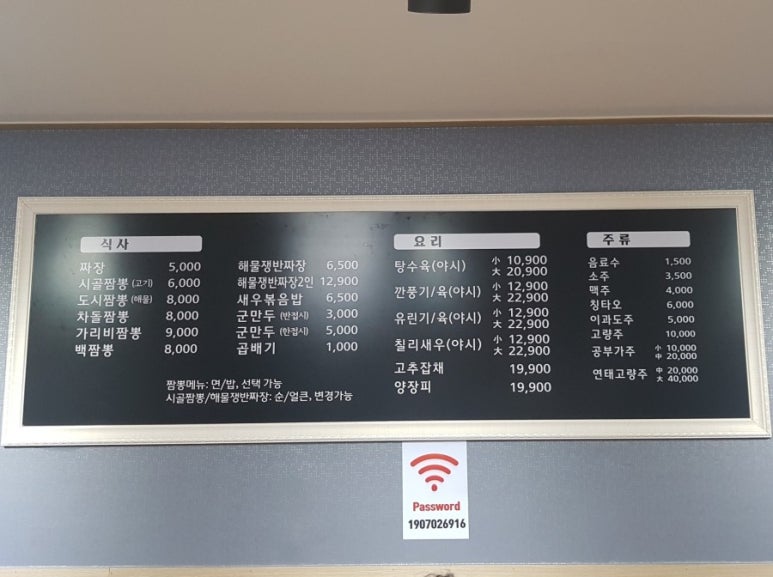 식사
짜장 5,000
시골짬뽕 (고기) 6,000
도시짬뽕 (해물) 8,000
차돌짬뽕 8,000
가리비짬뽕 9,000
백짬뽕 8,000
해물쟁반짜장 6,500
해물쟁반짜장2인 12,900
새우볶음밥 6,500
군만두 (반접시) 3,000
군만두 (한접시) 5,000
곱배기 1,000
짬뽕메뉴: 면/밥, 선택 가능
시골짬뽕/해물쟁반짜장: 순/얼큰, 변경가능
요리
탕수육(야시) 小 10,900
大 20,900
깐풍기/육(야시) 小 12,900
大 22,900
유린기/육(야시) 小 12,900
大 22,900
칠리새우(야시) 小 12,900
大 22,900
고추잡채 19,900
양장피 19,900
주류
음료수 1,500
소주 3,500
맥주 4,000
칭타오 6,000
이과도주 5,000
고량주 10,000
공부가주 小 10,000
中 20,000
연태고량주 中 20,000
大 40,000
Password
1907026916